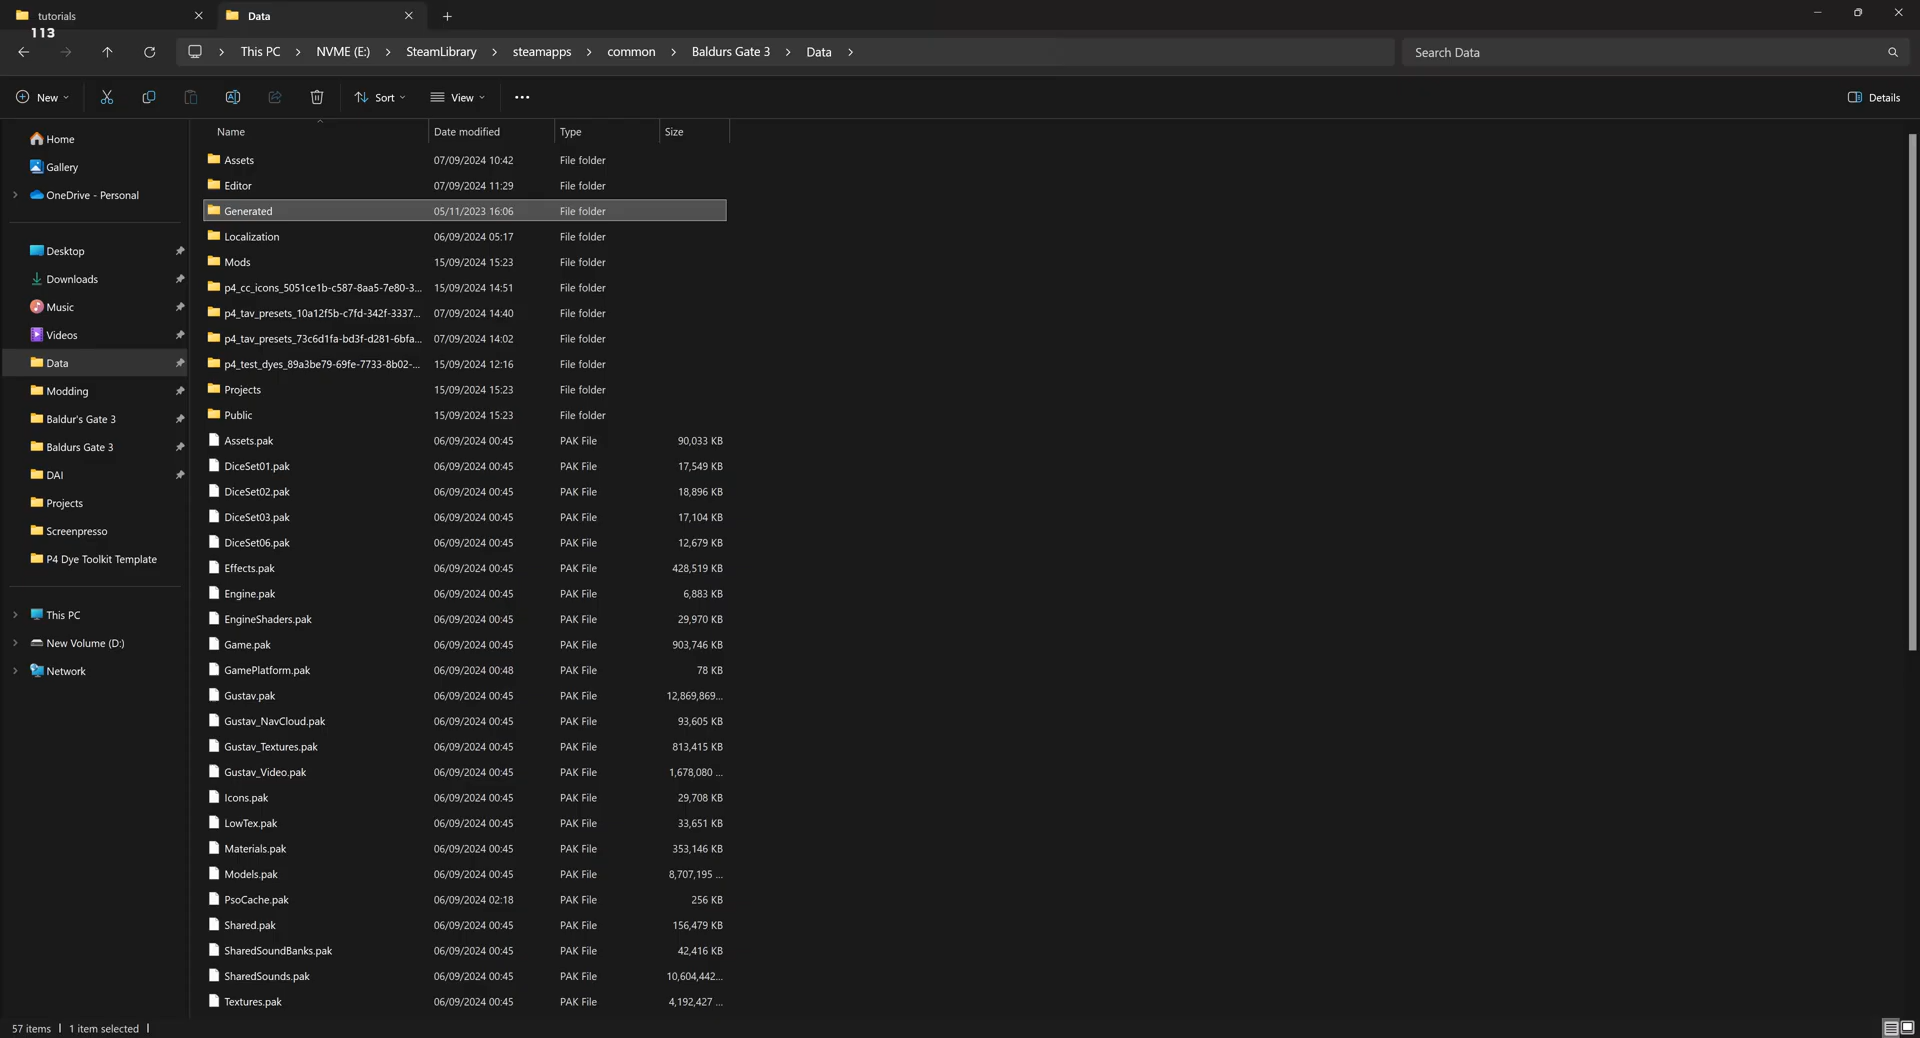 tutorials
Data
113
This PC > NVME (E:) > SteamLibrary > steamapps > common > Baldurs Gate 3 > Data >
Search Data
New
Sort
View
Details
Name Date modified Type Size
Home
Gallery
OneDrive - Personal
Desktop
Downloads
Music
Videos
Data
Modding
Baldur's Gate 3
Baldurs Gate 3
DAI
Projects
Screenpresso
P4 Dye Toolkit Template
This PC
New Volume (D:)
Network
Assets 07/09/2024 10:42 File folder
Editor 07/09/2024 11:29 File folder
Generated 05/11/2023 16:06 File folder
Localization 06/09/2024 05:17 File folder
Mods 15/09/2024 15:23 File folder
p4_cc_icons_5051ce1b-c587-8aa5-7e80-3... 15/09/2024 14:51 File folder
p4_tav_presets_10a12f5b-c7fd-342f-3337... 07/09/2024 14:40 File folder
p4_tav_presets_73c6d1fa-bd3f-d281-6bfa... 07/09/2024 14:02 File folder
p4_test_dyes_89a3be79-69fe-7733-8b02-... 15/09/2024 12:16 File folder
Projects 15/09/2024 15:23 File folder
Public 15/09/2024 15:23 File folder
Assets.pak 06/09/2024 00:45 PAK File 90,033 KB
DiceSet01.pak 06/09/2024 00:45 PAK File 17,549 KB
DiceSet02.pak 06/09/2024 00:45 PAK File 18,896 KB
DiceSet03.pak 06/09/2024 00:45 PAK File 17,104 KB
DiceSet06.pak 06/09/2024 00:45 PAK File 12,679 KB
Effects.pak 06/09/2024 00:45 PAK File 428,519 KB
Engine.pak 06/09/2024 00:45 PAK File 6,883 KB
EngineShaders.pak 06/09/2024 00:45 PAK File 29,970 KB
Game.pak 06/09/2024 00:45 PAK File 903,746 KB
GamePlatform.pak 06/09/2024 00:48 PAK File 78 KB
Gustav.pak 06/09/2024 00:45 PAK File 12,869,869...
Gustav_NavCloud.pak 06/09/2024 00:45 PAK File 93,605 KB
Gustav_Textures.pak 06/09/2024 00:45 PAK File 813,415 KB
Gustav_Video.pak 06/09/2024 00:45 PAK File 1,678,080 ...
Icons.pak 06/09/2024 00:45 PAK File 29,708 KB
LowTex.pak 06/09/2024 00:45 PAK File 33,651 KB
Materials.pak 06/09/2024 00:45 PAK File 353,146 KB
Models.pak 06/09/2024 00:45 PAK File 8,707,195 ...
PsoCache.pak 06/09/2024 02:18 PAK File 256 KB
Shared.pak 06/09/2024 00:45 PAK File 156,479 KB
SharedSoundBanks.pak 06/09/2024 00:45 PAK File 42,416 KB
SharedSounds.pak 06/09/2024 00:45 PAK File 10,604,442...
Textures.pak 06/09/2024 00:45 PAK File 4,192,427 ...
57 items | 1 item selected |